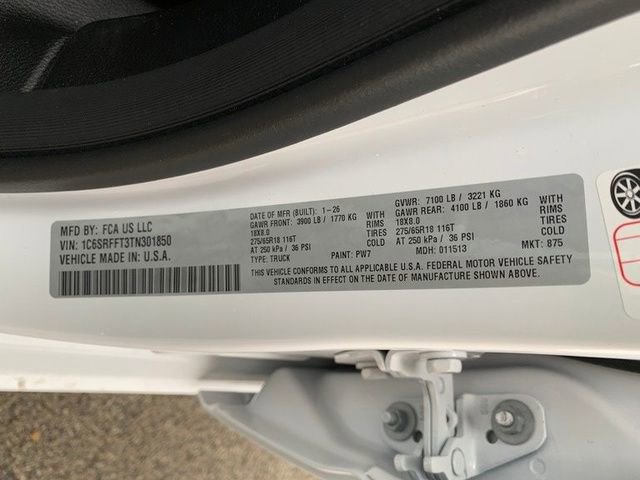 MFD BY: FCA US LLC
VIN: 1C6SRFFT3TN301850
VEHICLE MADE IN: U.S.A.
DATE OF MFR (BUILT): 1-26
GAWR FRONT: 3900 LB / 1770 KG
18X8.0 RIMS WITH
275/65R18 116T TIRES
AT 250 kPa / 36 PSI
TYPE: TRUCK PAINT: PW7
GVWR: 7100 LB / 3221 KG
GAWR REAR: 4100 LB / 1860 KG
18X8.0 RIMS WITH
275/65R18 116T TIRES
AT 250 kPa / 36 PSI
MDH: 011513 MKT: 875
THIS VEHICLE CONFORMS TO ALL APPLICABLE U.S.A. FEDERAL MOTOR VEHICLE SAFETY
STANDARDS IN EFFECT ON THE DATE OF MANUFACTURE SHOWN ABOVE.